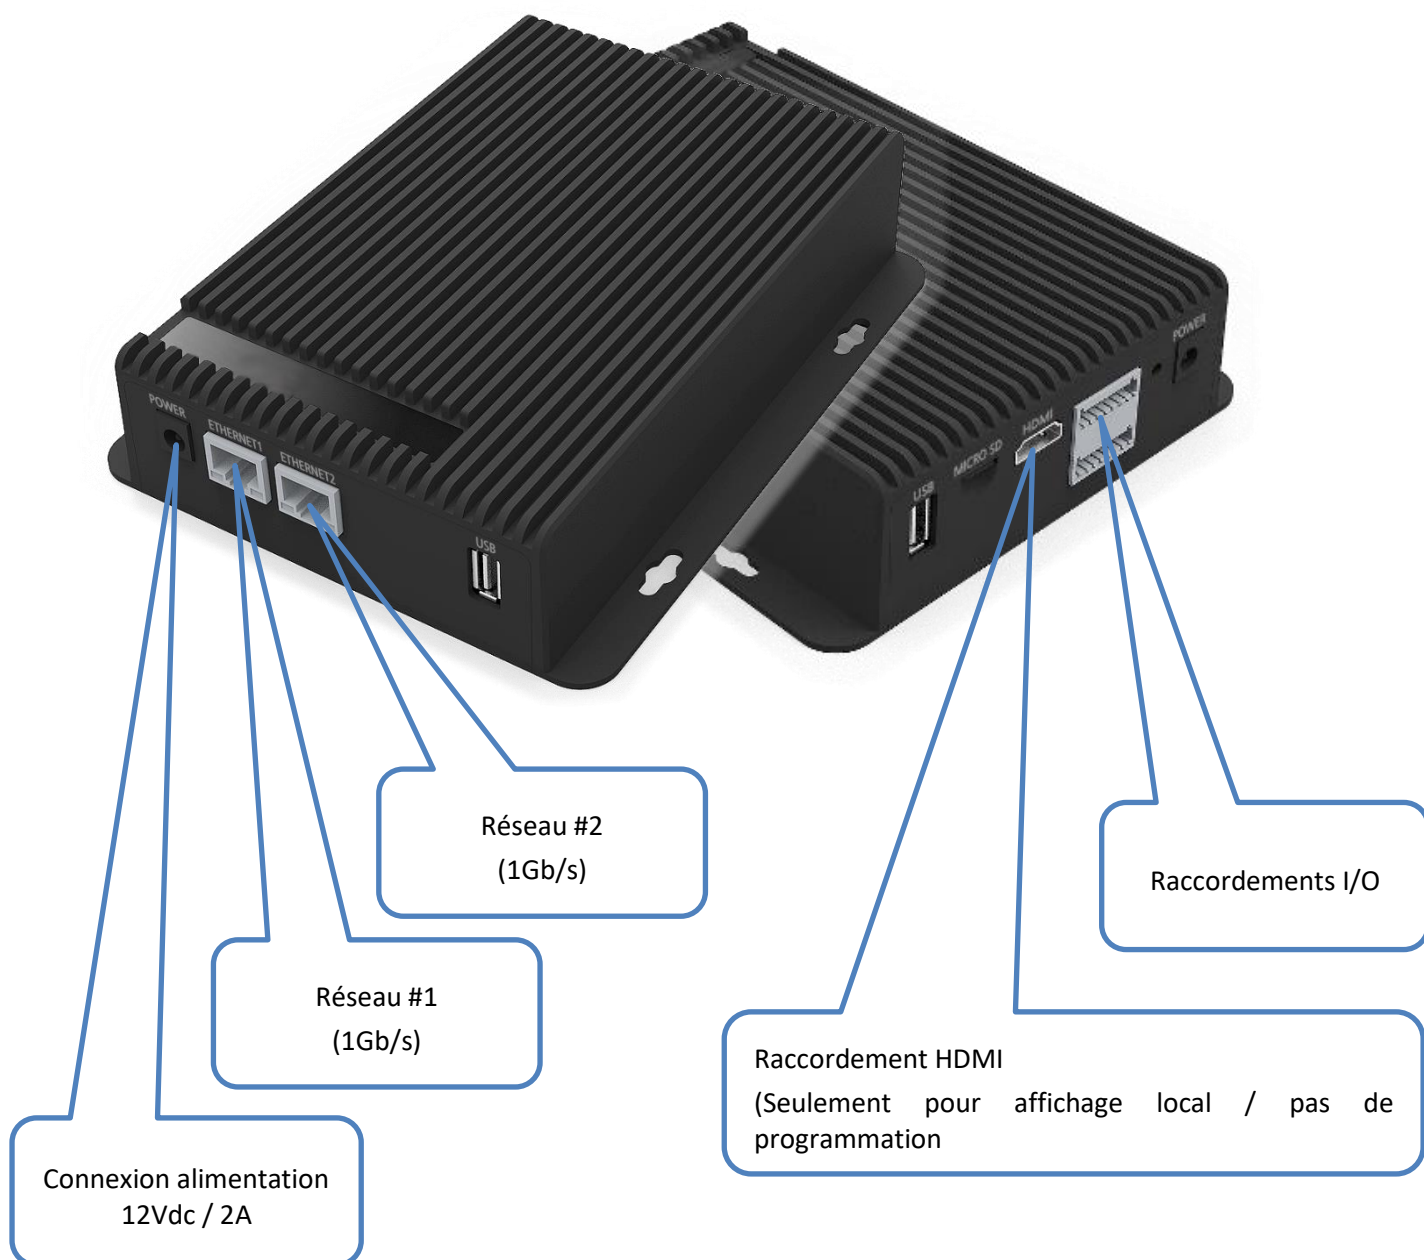 POWER
ETHERNET1
ETHERNET2
USB
USB
MICRO SD
HDMI
POWER
Réseau #2
(1Gb/s)
Raccordements I/O
Réseau #1
(1Gb/s)
Raccordement HDMI
(Seulement pour affichage local / pas de
programmation
Connexion alimentation
12Vdc / 2A